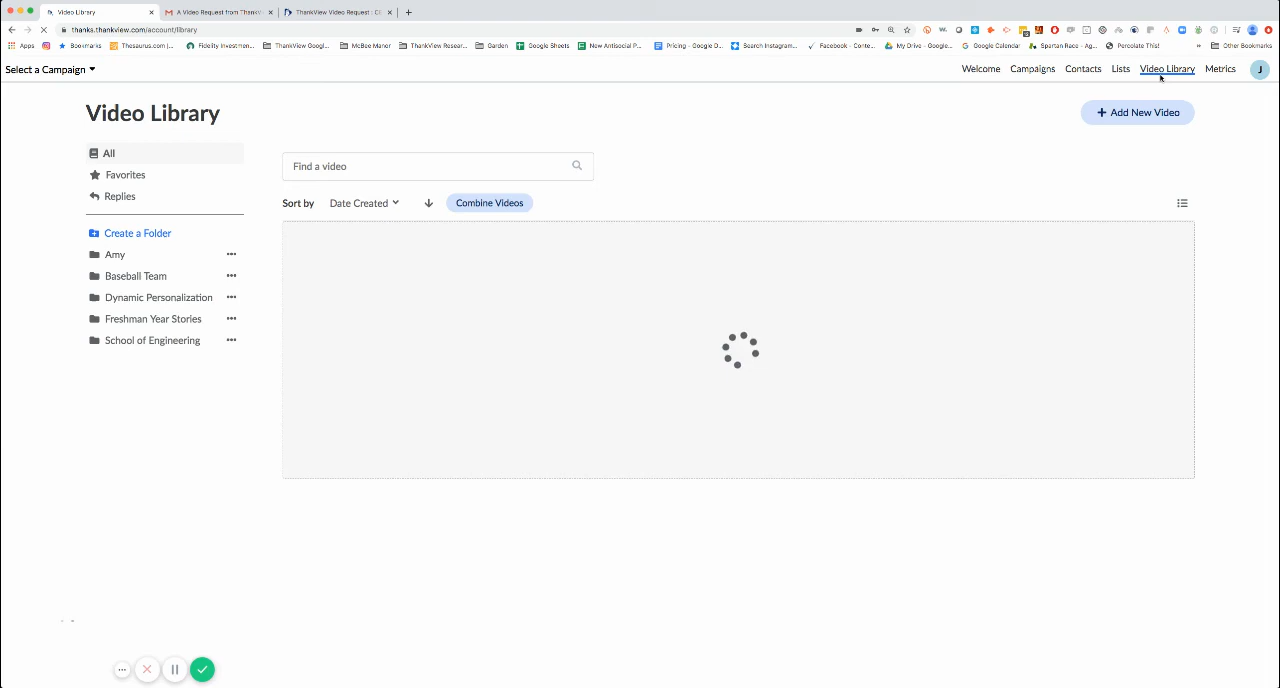 Video Library
A Video Request from ThankVi
ThankView Video Request : CE
thanks.thankview.com/account/library
Apps
Bookmarks
Thesaurus.com |...
Fidelity Investmen...
ThankView Googl...
McBee Manor
ThankView Resear...
Garden
Google Sheets
New Antisocial P...
Pricing - Google D...
Search Instagram...
Facebook - Conte...
My Drive - Google...
Google Calendar
Spartan Race - Ag...
Percolate This!
»
Other Bookmarks
Select a Campaign
Welcome
Campaigns
Contacts
Lists
Video Library
Metrics
J
Video Library
+ Add New Video
All
Favorites
Replies
Find a video
Sort by
Date Created
Combine Videos
Create a Folder
Amy
Baseball Team
Dynamic Personalization
Freshman Year Stories
School of Engineering